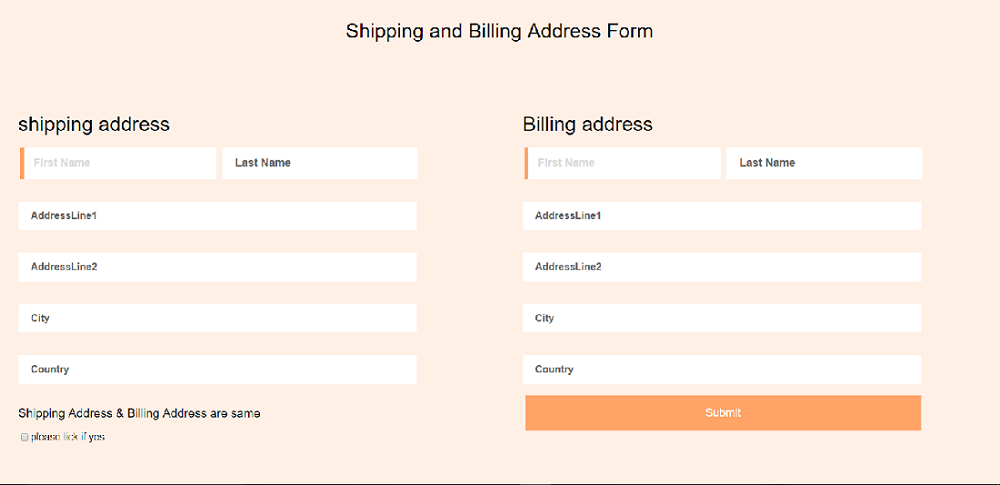 Shipping and Billing Address Form
shipping address
First Name
Last Name
AddressLine1
AddressLine2
City
Country
Shipping Address & Billing Address are same
please tick if yes
Billing address
First Name
Last Name
AddressLine1
AddressLine2
City
Country
Submit